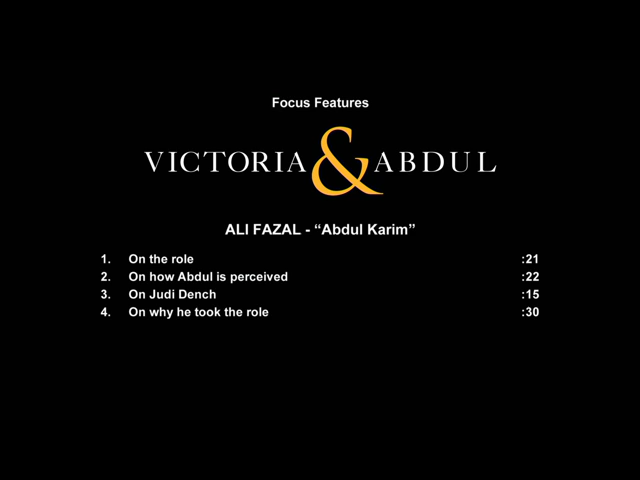 Focus Features
VICTORIA & ABDUL
ALI FAZAL - “Abdul Karim”
1. On the role :21
2. On how Abdul is perceived :22
3. On Judi Dench :15
4. On why he took the role :30